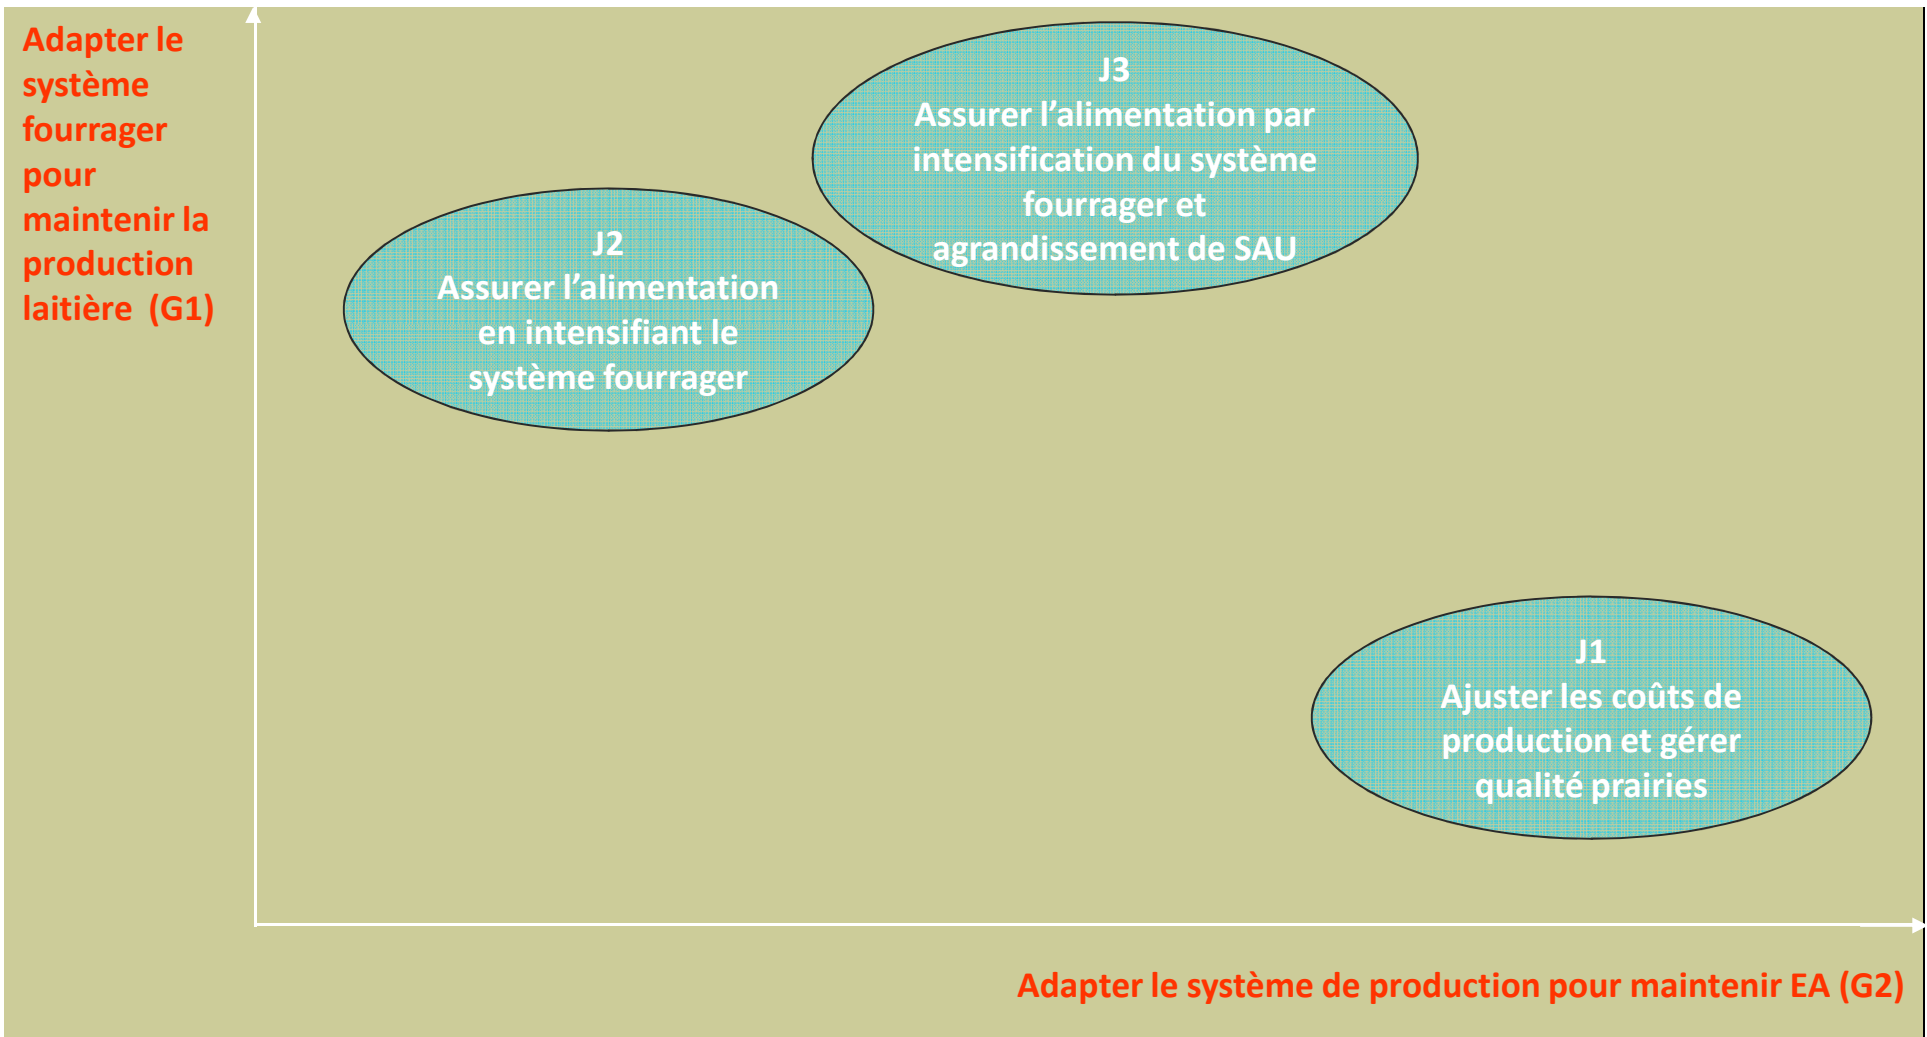 Adapter le
système
fourrager
pour
maintenir la
production
laitière (G1)
J3
Assurer l’alimentation par
intensification du système
fourrager et
agrandissement de SAU
J2
Assurer l’alimentation
en intensifiant le
système fourrager
J1
Ajuster les coûts de
production et gérer
qualité prairies
Adapter le système de production pour maintenir EA (G2)